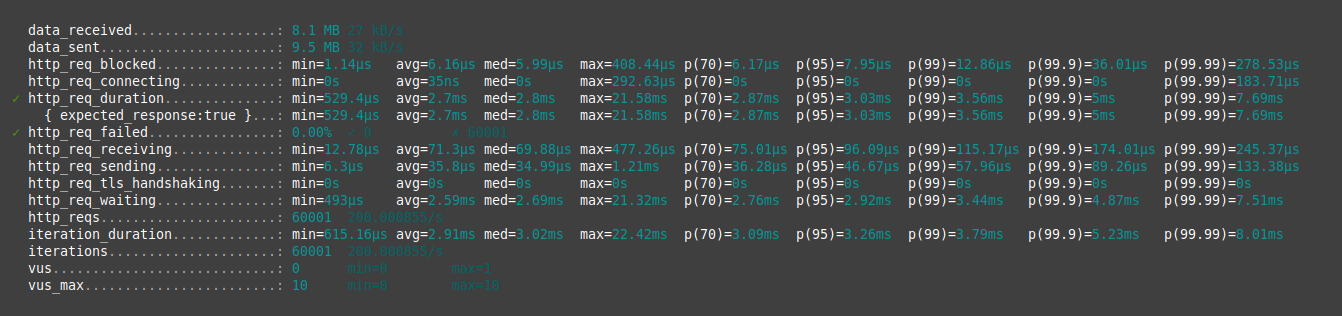 data_received..................: 8.1 MB 27 kB/s
data_sent......................: 9.5 MB 32 kB/s
http_req_blocked...............: min=1.14µs avg=6.16µs med=5.99µs max=408.44µs p(70)=6.17µs p(95)=7.95µs p(99)=12.86µs p(99.9)=36.01µs p(99.99)=278.53µs
http_req_connecting............: min=0s avg=35ns med=0s max=292.63µs p(70)=0s p(95)=0s p(99)=0s p(99.9)=0s p(99.99)=183.71µs
✓ http_req_duration..............: min=529.4µs avg=2.7ms med=2.8ms max=21.58ms p(70)=2.87ms p(95)=3.03ms p(99)=3.56ms p(99.9)=5ms p(99.99)=7.69ms
{ expected_response:true }...: min=529.4µs avg=2.7ms med=2.8ms max=21.58ms p(70)=2.87ms p(95)=3.03ms p(99)=3.56ms p(99.9)=5ms p(99.99)=7.69ms
✓ http_req_failed................: 0.00% ✓ 0 ✗ 60001
http_req_receiving.............: min=12.78µs avg=71.3µs med=69.88µs max=477.26µs p(70)=75.01µs p(95)=96.09µs p(99)=115.17µs p(99.9)=174.01µs p(99.99)=245.37µs
http_req_sending...............: min=6.3µs avg=35.8µs med=34.99µs max=1.21ms p(70)=36.28µs p(95)=46.67µs p(99)=57.96µs p(99.9)=89.26µs p(99.99)=133.38µs
http_req_tls_handshaking.......: min=0s avg=0s med=0s max=0s p(70)=0s p(95)=0s p(99)=0s p(99.9)=0s p(99.99)=0s
http_req_waiting...............: min=493µs avg=2.59ms med=2.69ms max=21.32ms p(70)=2.76ms p(95)=2.92ms p(99)=3.44ms p(99.9)=4.87ms p(99.99)=7.51ms
http_reqs......................: 60001 200.000855/s
iteration_duration.............: min=615.16µs avg=2.91ms med=3.02ms max=22.42ms p(70)=3.09ms p(95)=3.26ms p(99)=3.79ms p(99.9)=5.23ms p(99.99)=8.01ms
iterations.....................: 60001 200.000855/s
vus............................: 0 min=0 max=1
vus_max........................: 10 min=0 max=10